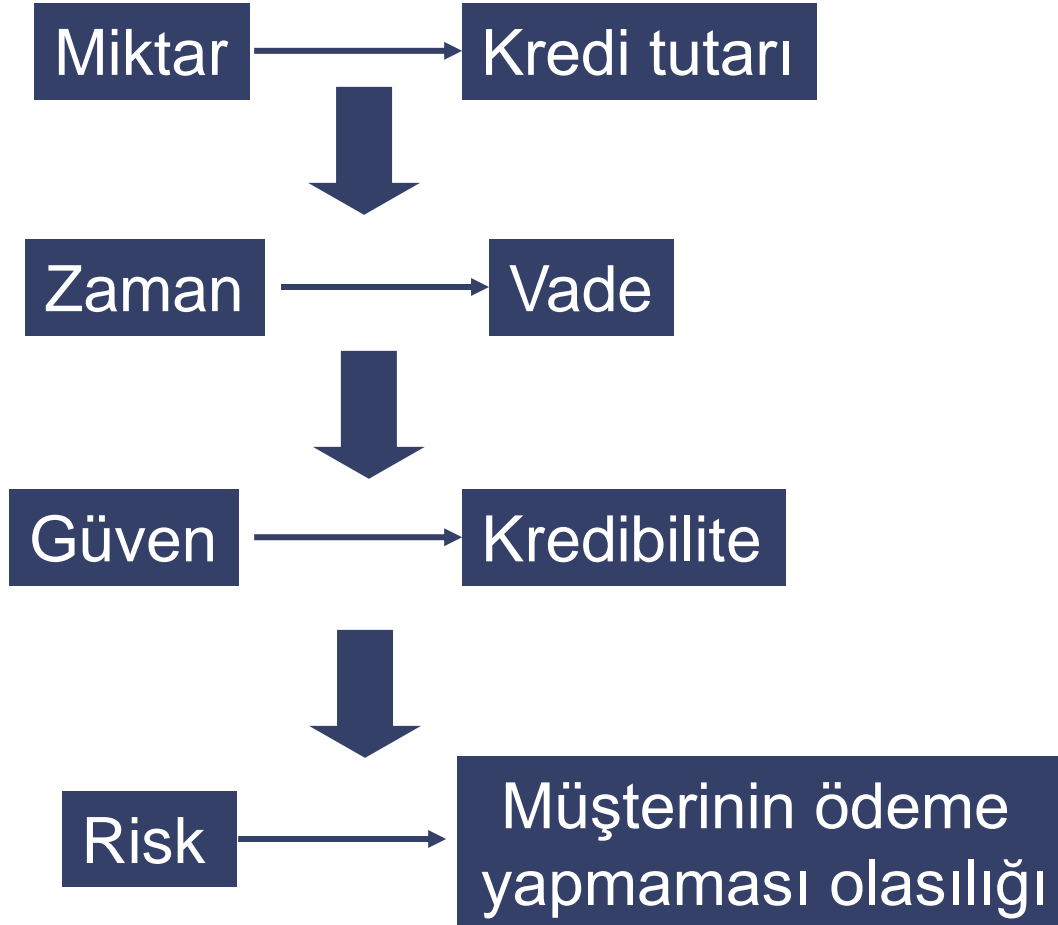 Miktar
Kredi tutarı
Zaman
Vade
Güven
Kredibilite
Risk
Müşterinin ödeme
yapmaması olasılığı